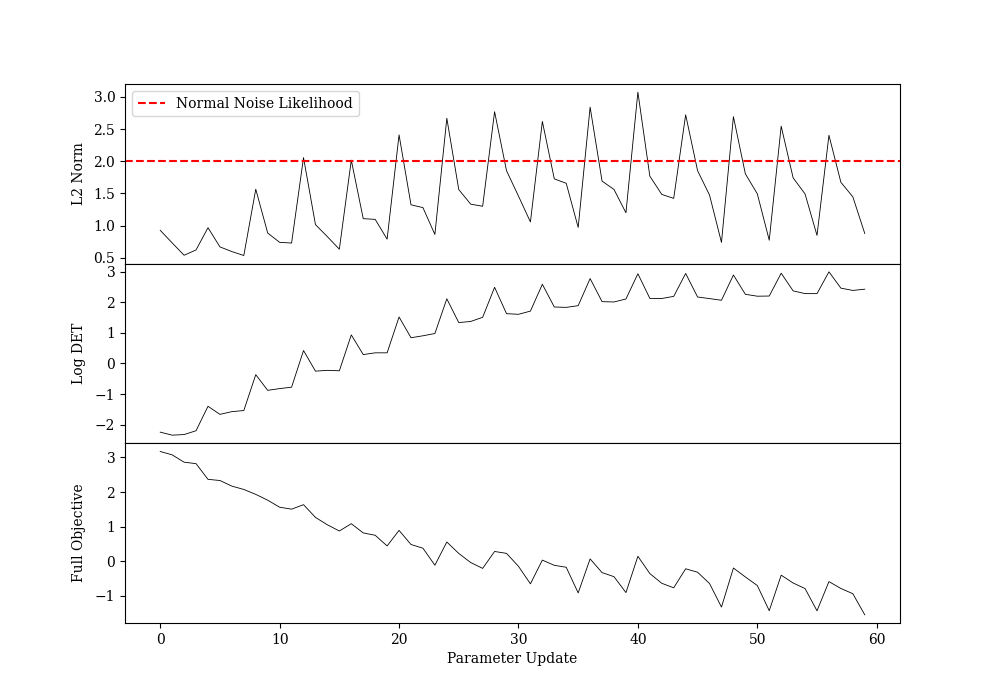 3.0
Normal Noise Likelihood
2.5
2.0
1.5
1.0
0.5
L2 Norm
3
2
1
0
−1
−2
Log DET
3
2
1
0
−1
Full Objective
0 10 20 30 40 50 60
Parameter Update